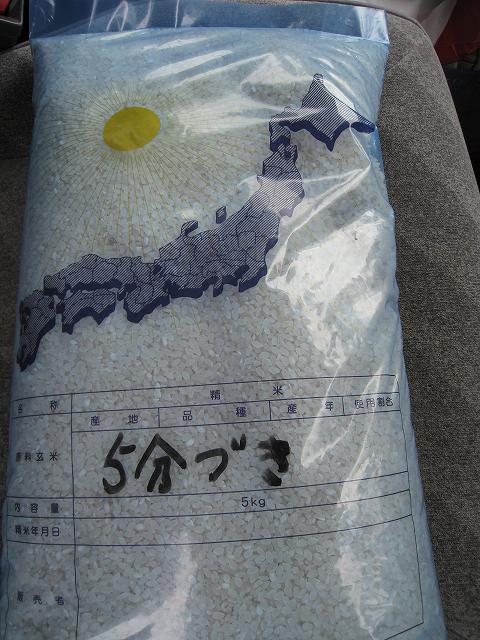 名称 精米
産地 品種 産年 使用割合
原料玄米 5分づき
内容量 5kg
精米年月日
販売者